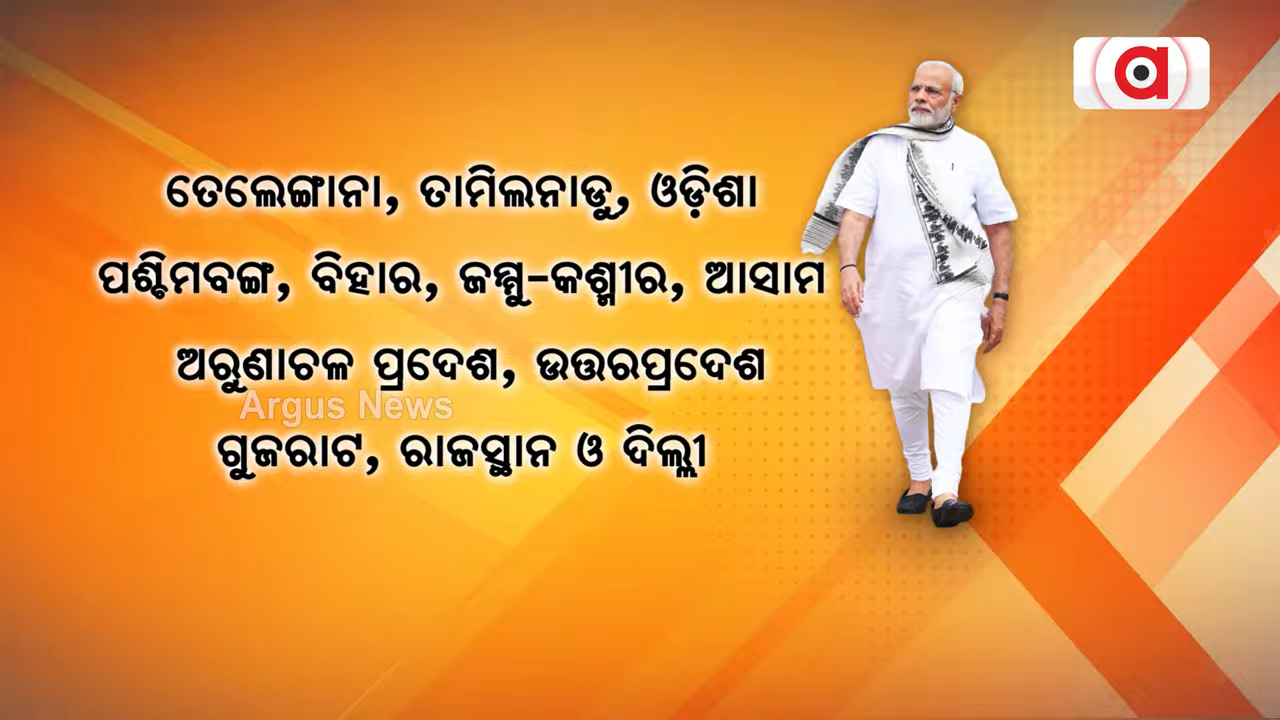 ତେଲେଙ୍ଗାନା, ତାମିଲନାଡୁ, ଓଡ଼ିଶା
ପଶ୍ଚିମବଙ୍ଗ, ବିହାର, ଜମ୍ମୁ-କଶ୍ମୀର, ଆସାମ
ଅରୁଣାଚଳ ପ୍ରଦେଶ, ଉତ୍ତରପ୍ରଦେଶ
Argus News
ଗୁଜରାଟ, ରାଜସ୍ଥାନ ଓ ଦିଲ୍ଲୀ